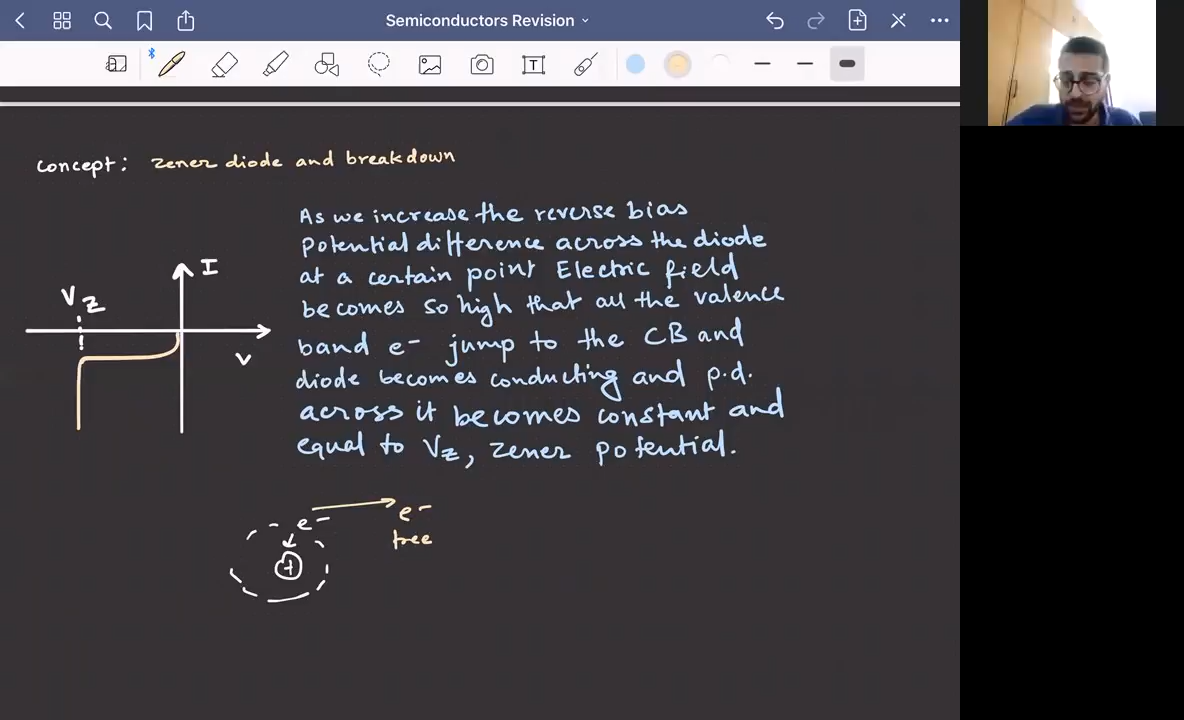 Semiconductors Revision
T
concept: zener diode and breakdown
As we increase the reverse bias
potential difference across the diode
at a certain point Electric field
becomes so high that all the valence
band e- jump to the CB and
diode becomes conducting and p.d.
across it becomes constant and
equal to Vz, zener potential.
I
Vz
V
e-
e-
free
+